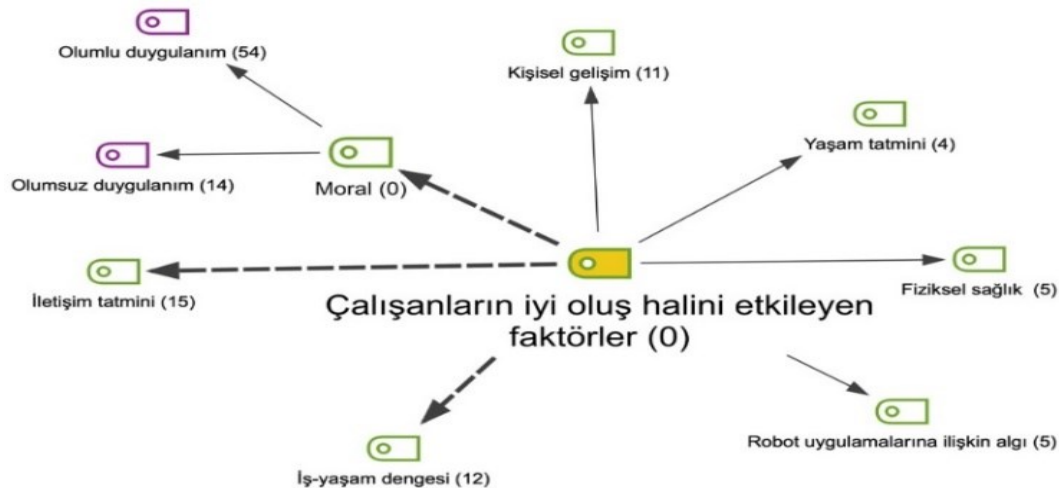 Olumlu duygulanım (54)
Kişisel gelişim (11)
Yaşam tatmini (4)
Olumsuz duygulanım (14)
Moral (0)
İletişim tatmini (15)
Fiziksel sağlık (5)
Çalışanların iyi oluş halini etkileyen
faktörler (0)
Robot uygulamalarına ilişkin algı (5)
İş-yaşam dengesi (12)